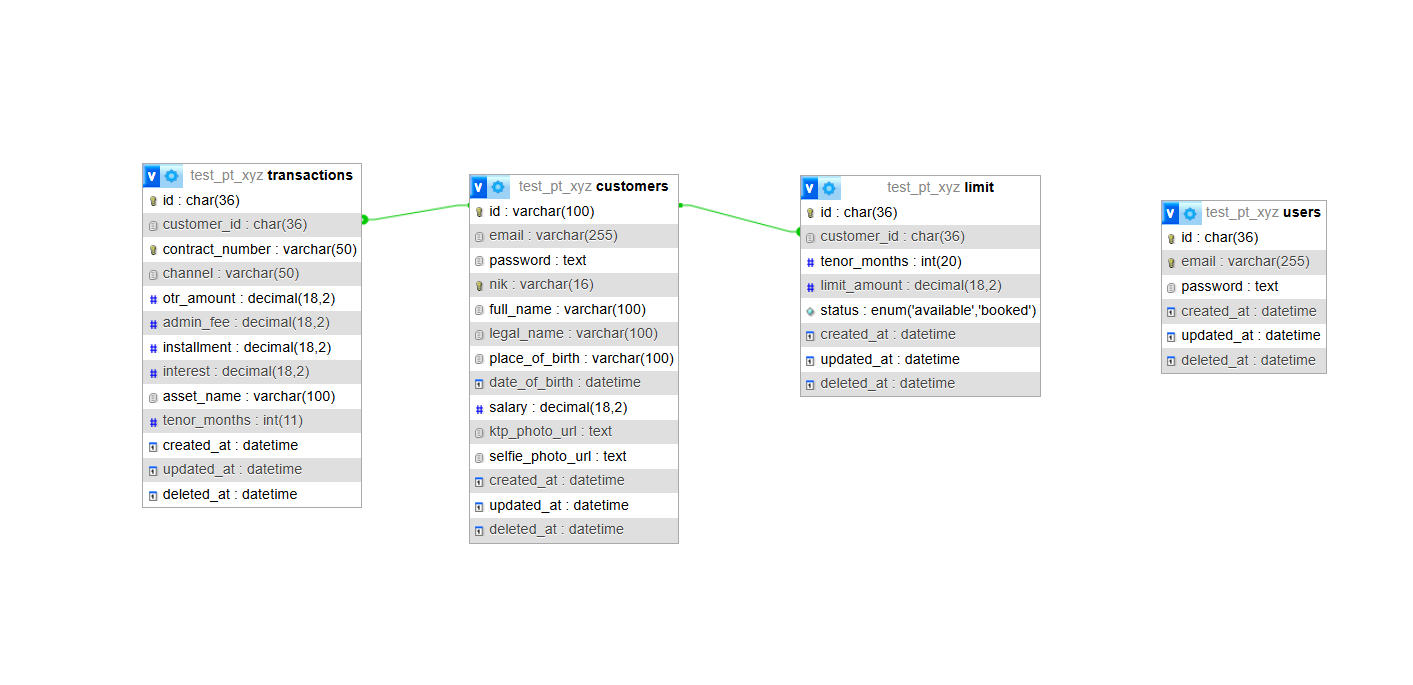 v test_pt_xyz transactions
id : char(36)
customer_id : char(36)
contract_number : varchar(50)
channel : varchar(50)
otr_amount : decimal(18,2)
admin_fee : decimal(18,2)
installment : decimal(18,2)
interest : decimal(18,2)
asset_name : varchar(100)
tenor_months : int(11)
created_at : datetime
updated_at : datetime
deleted_at : datetime
v test_pt_xyz customers
id : varchar(100)
email : varchar(255)
password : text
nik : varchar(16)
full_name : varchar(100)
legal_name : varchar(100)
place_of_birth : varchar(100)
date_of_birth : datetime
salary : decimal(18,2)
ktp_photo_url : text
selfie_photo_url : text
created_at : datetime
updated_at : datetime
deleted_at : datetime
v test_pt_xyz limit
id : char(36)
customer_id : char(36)
tenor_months : int(20)
limit_amount : decimal(18,2)
status : enum('available','booked')
created_at : datetime
updated_at : datetime
deleted_at : datetime
v test_pt_xyz users
id : char(36)
email : varchar(255)
password : text
created_at : datetime
updated_at : datetime
deleted_at : datetime